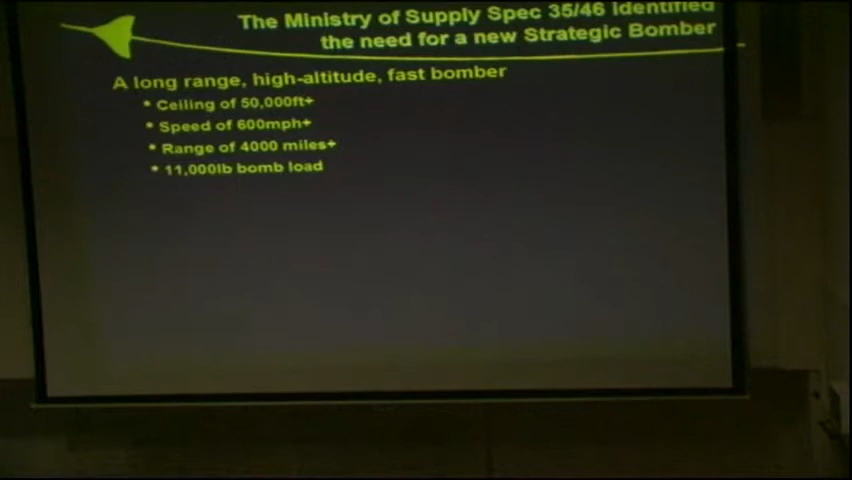 The Ministry of Supply Spec 35/46 identified
the need for a new Strategic Bomber
A long range, high-altitude, fast bomber
* Ceiling of 50,000ft+
* Speed of 600mph+
* Range of 4000 miles+
* 11,000lb bomb load